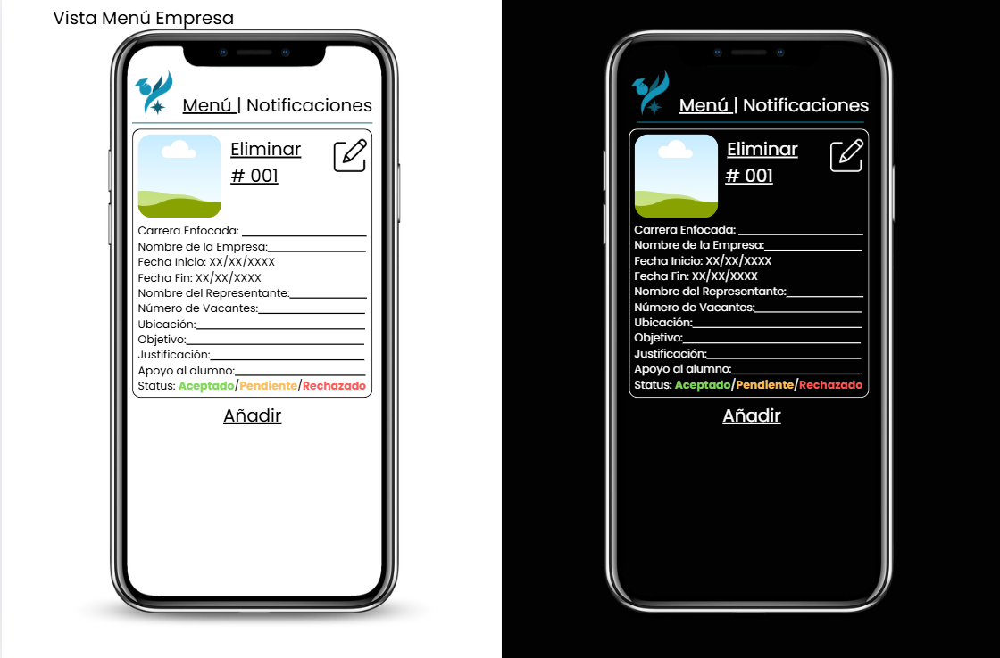 Vista Menú Empresa
Menú | Notificaciones
Eliminar
# 001
Carrera Enfocada: ____________________
Nombre de la Empresa:________________
Fecha Inicio: XX/XX/XXXX
Fecha Fin: XX/XX/XXXX
Nombre del Representante:____________
Número de Vacantes:_________________
Ubicación:___________________________
Objetivo:____________________________
Justificación:_________________________
Apoyo al alumno:_____________________
Status: Aceptado/Pendiente/Rechazado
Añadir
Menú | Notificaciones
Eliminar
# 001
Carrera Enfocada: ____________________
Nombre de la Empresa:________________
Fecha Inicio: XX/XX/XXXX
Fecha Fin: XX/XX/XXXX
Nombre del Representante:____________
Número de Vacantes:_________________
Ubicación:___________________________
Objetivo:____________________________
Justificación:_________________________
Apoyo al alumno:_____________________
Status: Aceptado/Pendiente/Rechazado
Añadir